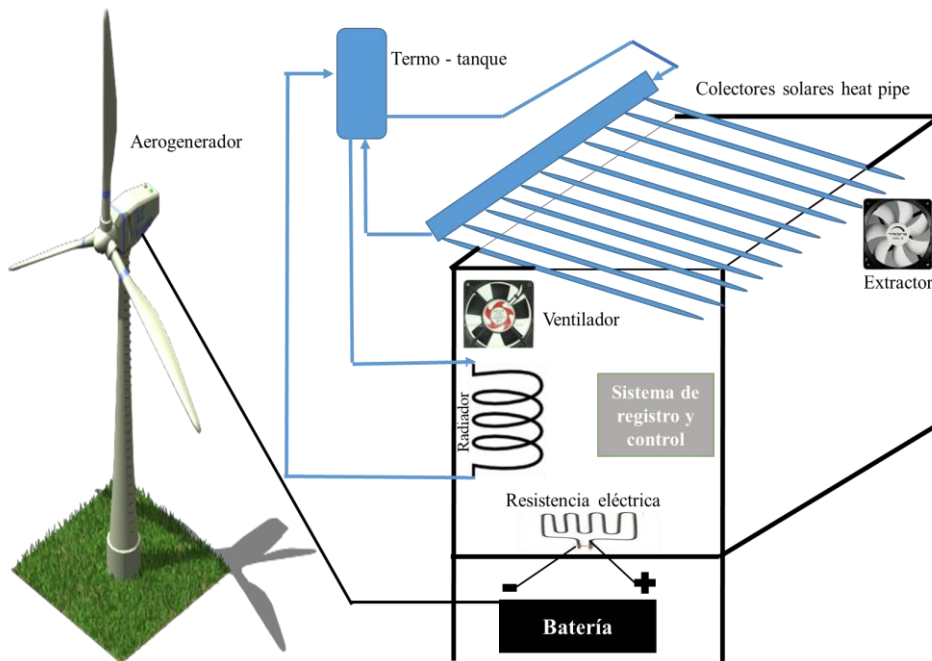 Termo - tanque
Colectores solares heat pipe
Aerogenerador
Extractor
Ventilador
Radiador
Sistema de
registro y
control
Resistencia eléctrica
- +
Batería